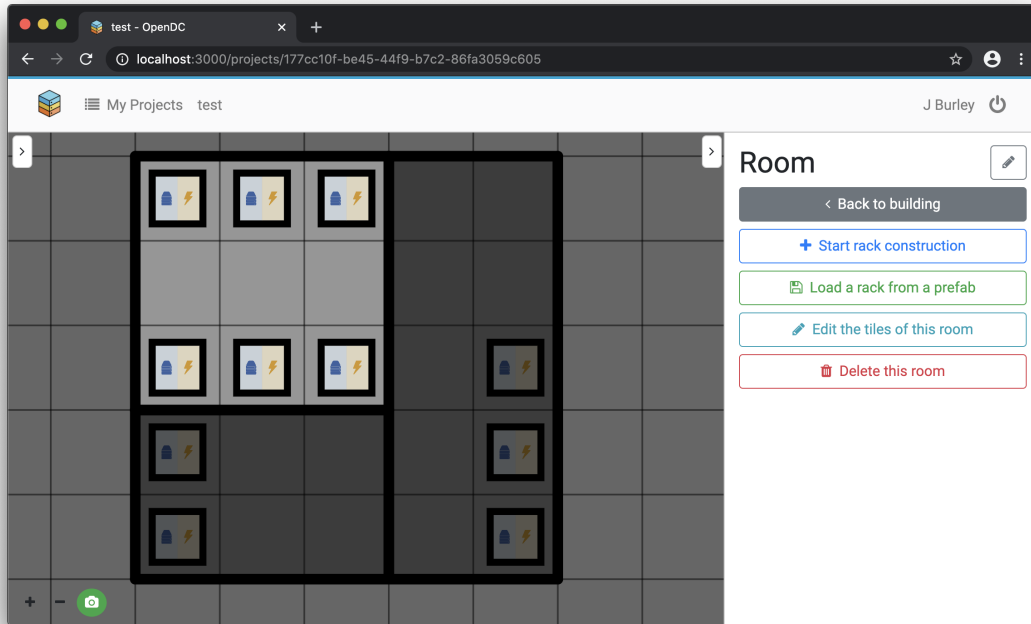 test - OpenDC
localhost:3000/projects/177cc10f-be45-44f9-b7c2-86fa3059c605
My Projects test J Burley
Room
Back to building
Start rack construction
Load a rack from a prefab
Edit the tiles of this room
Delete this room